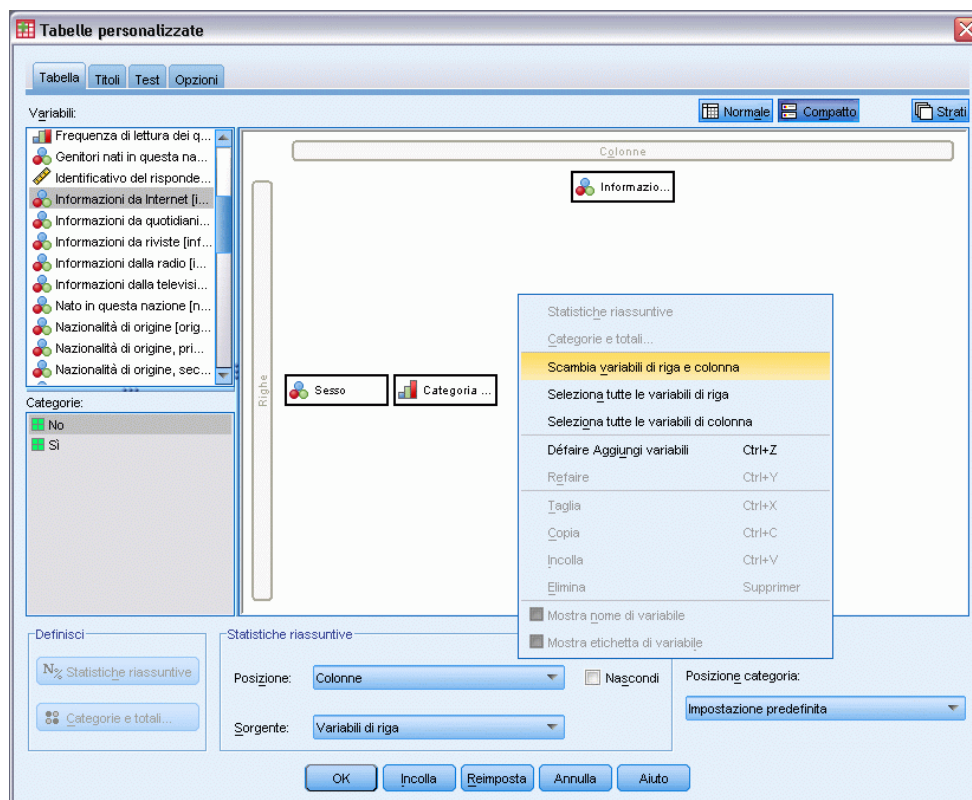 Tabelle personalizzate
Tabella Titoli Test Opzioni
Variabili:
Normale Compatto Strati
Frequenza di lettura dei q...
Genitori nati in questa na...
Identificativo del risponde...
Informazioni da Internet [i...
Informazioni da quotidiani...
Informazioni da riviste [inf...
Informazioni dalla radio [i...
Informazioni dalla televisi...
Nato in questa nazione [n...
Nazionalità di origine [orig...
Nazionalità di origine, pri...
Nazionalità di origine, sec...
Categorie:
No
Sì
Colonne
Informazio...
Righe
Sesso
Categoria ...
Statistiche riassuntive
Categorie e totali...
Scambia variabili di riga e colonna
Seleziona tutte le variabili di riga
Seleziona tutte le variabili di colonna
Défaire Aggiungi variabili Ctrl+Z
Refaire Ctrl+Y
Taglia Ctrl+X
Copia Ctrl+C
Incolla Ctrl+V
Elimina Supprimer
Mostra nome di variabile
Mostra etichetta di variabile
Definisci
N% Statistiche riassuntive
Categorie e totali...
Statistiche riassuntive
Posizione: Colonne Nascondi
Sorgente: Variabili di riga
Posizione categoria:
Impostazione predefinita
OK Incolla Reimposta Annulla Aiuto